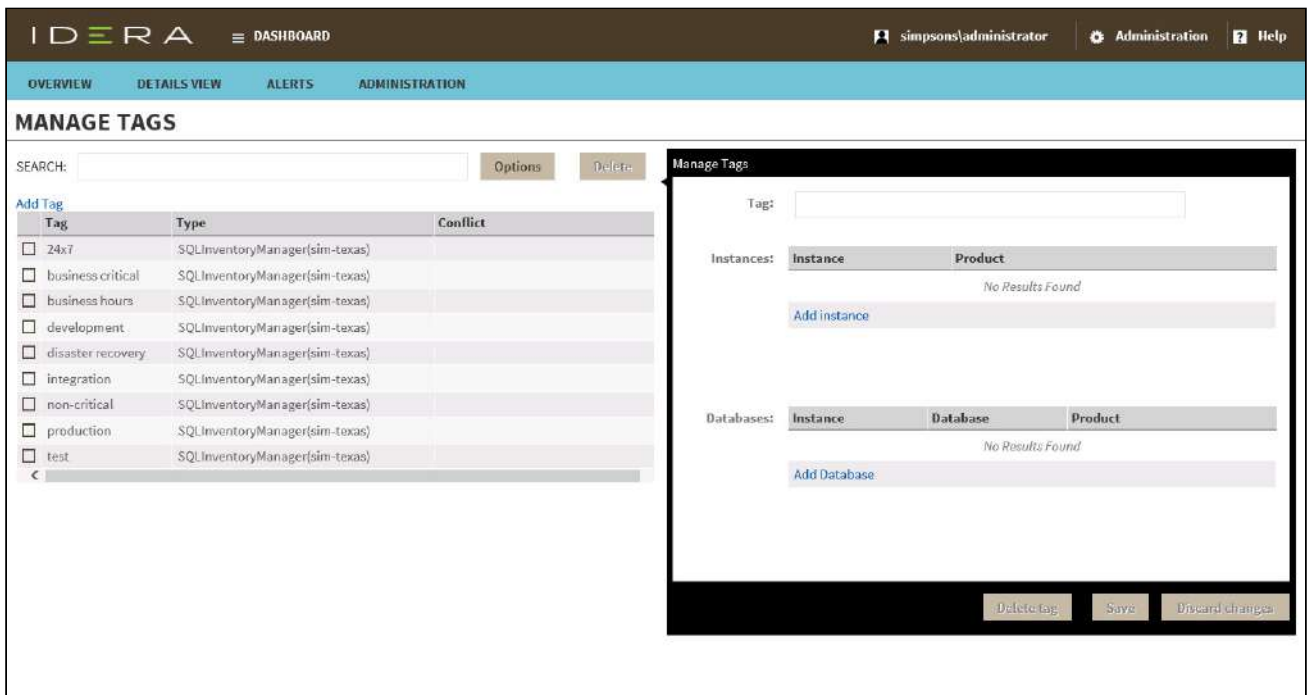 IDERA DASHBOARD simpsons\administrator Administration ? Help
OVERVIEW DETAILS VIEW ALERTS ADMINISTRATION
MANAGE TAGS
SEARCH: Options Delete
Add Tag
Tag Type Conflict
24x7 SQLInventoryManager(sim-texas)
business critical SQLInventoryManager(sim-texas)
business hours SQLInventoryManager(sim-texas)
development SQLInventoryManager(sim-texas)
disaster recovery SQLInventoryManager(sim-texas)
integration SQLInventoryManager(sim-texas)
non-critical SQLInventoryManager(sim-texas)
production SQLInventoryManager(sim-texas)
test SQLInventoryManager(sim-texas)
Manage Tags
Tag:
Instances: Instance Product
No Results Found
Add instance
Databases: Instance Database Product
No Results Found
Add Database
Delete tag Save Discard changes